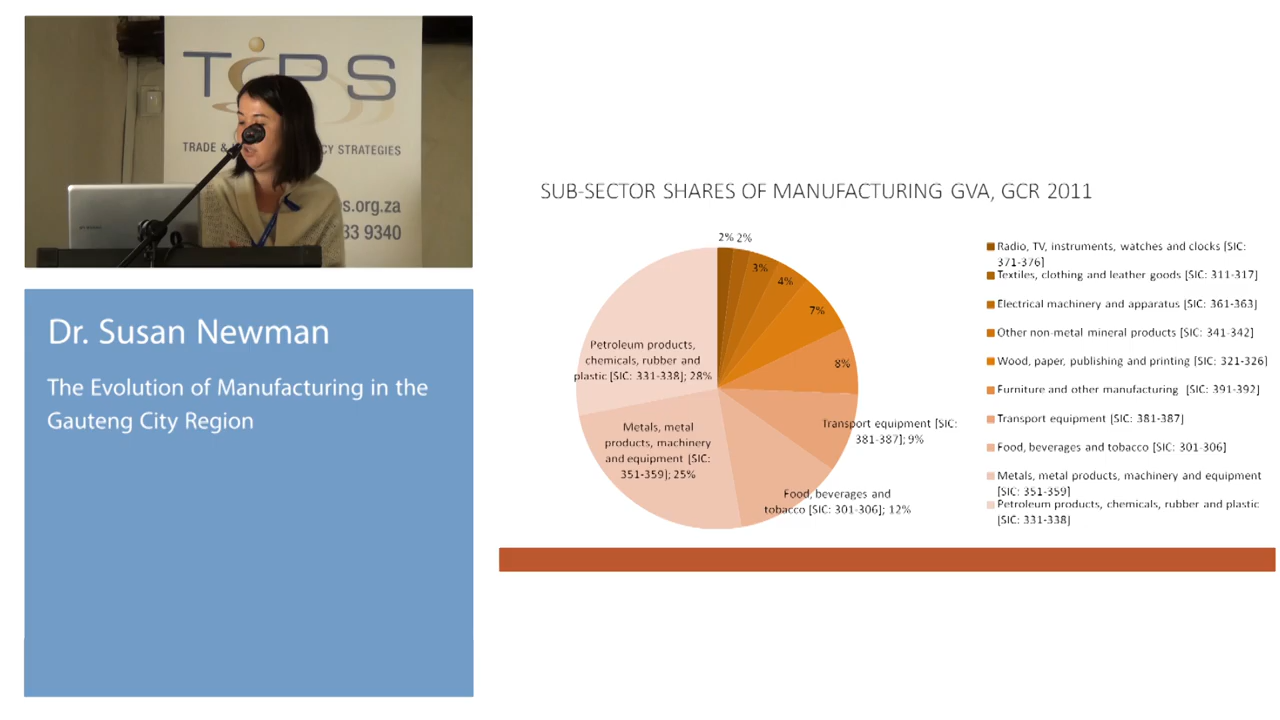 TiPS
TRADE & CY STRATEGIES
s.org.za
33 9340
Dr. Susan Newman
The Evolution of Manufacturing in the
Gauteng City Region
SUB-SECTOR SHARES OF MANUFACTURING GVA, GCR 2011
2% 2%
3%
4%
7%
8%
Petroleum products,
chemicals, rubber and
plastic [SIC: 331-338]; 28%
Metals, metal
products, machinery
and equipment [SIC:
351-359]; 25%
Transport equipment [SIC:
381-387]; 9%
Food, beverages and
tobacco [SIC: 301-306]; 12%
Radio, TV, instruments, watches and clocks [SIC:
371-376]
Textiles, clothing and leather goods [SIC: 311-317]
Electrical machinery and apparatus [SIC: 361-363]
Other non-metal mineral products [SIC: 341-342]
Wood, paper, publishing and printing [SIC: 321-326]
Furniture and other manufacturing [SIC: 391-392]
Transport equipment [SIC: 381-387]
Food, beverages and tobacco [SIC: 301-306]
Metals, metal products, machinery and equipment
[SIC: 351-359]
Petroleum products, chemicals, rubber and plastic
[SIC: 331-338]